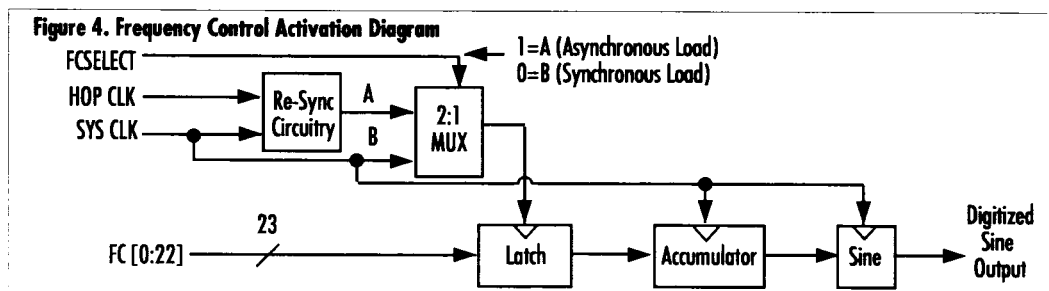 Figure 4. Frequency Control Activation Diagram
FCSELECT
1=A (Asynchronous Load)
0=B (Synchronous Load)
HOP CLK
SYS CLK
Re-Sync
Circuitry
A
B
2:1
MUX
FC [0:22]
23
Latch
Accumulator
Sine
Digitized
Sine
Output